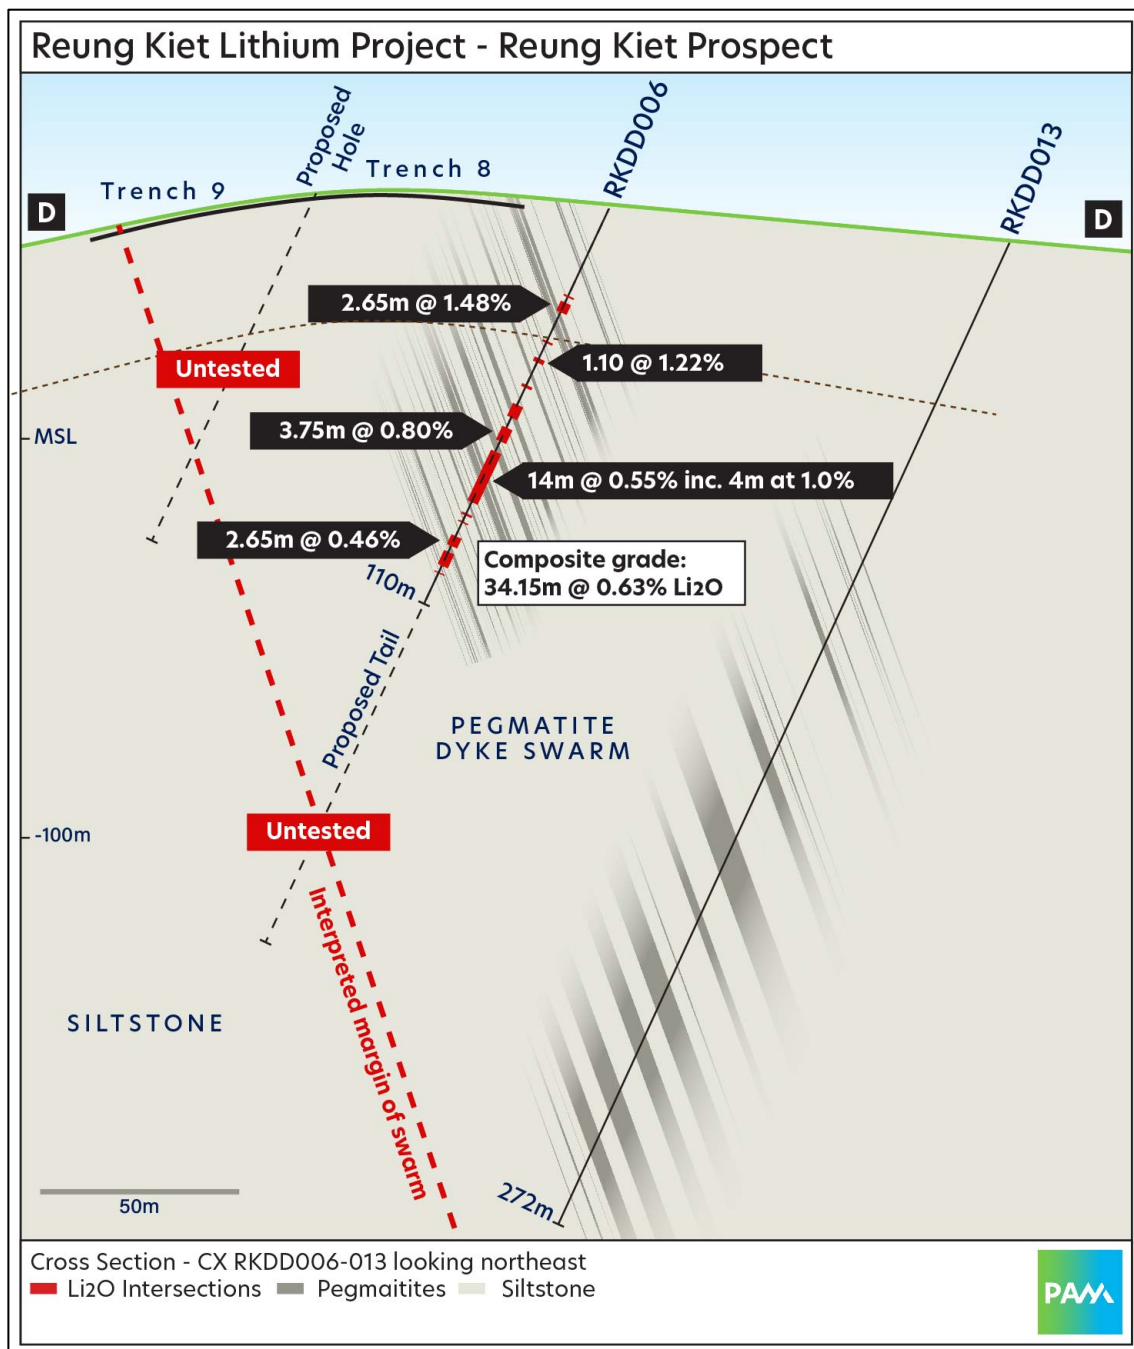 Reung Kiet Lithium Project - Reung Kiet Prospect
Proposed
Hole
RKDD006
RKDD013
Trench 9
Trench 8
D
D
2.65m @ 1.48%
1.10 @ 1.22%
Untested
3.75m @ 0.80%
MSL
14m @ 0.55% inc. 4m at 1.0%
2.65m @ 0.46%
Composite grade:
34.15m @ 0.63% Li2O
110m
Proposed Tail
PEGMATITE
DYKE SWARM
Untested
-100m
Interpreted margin of swarm
SILTSTONE
50m
272m
Cross Section - CX RKDD006-013 looking northeast
Li2O Intersections Pegmaitites Siltstone
PAM